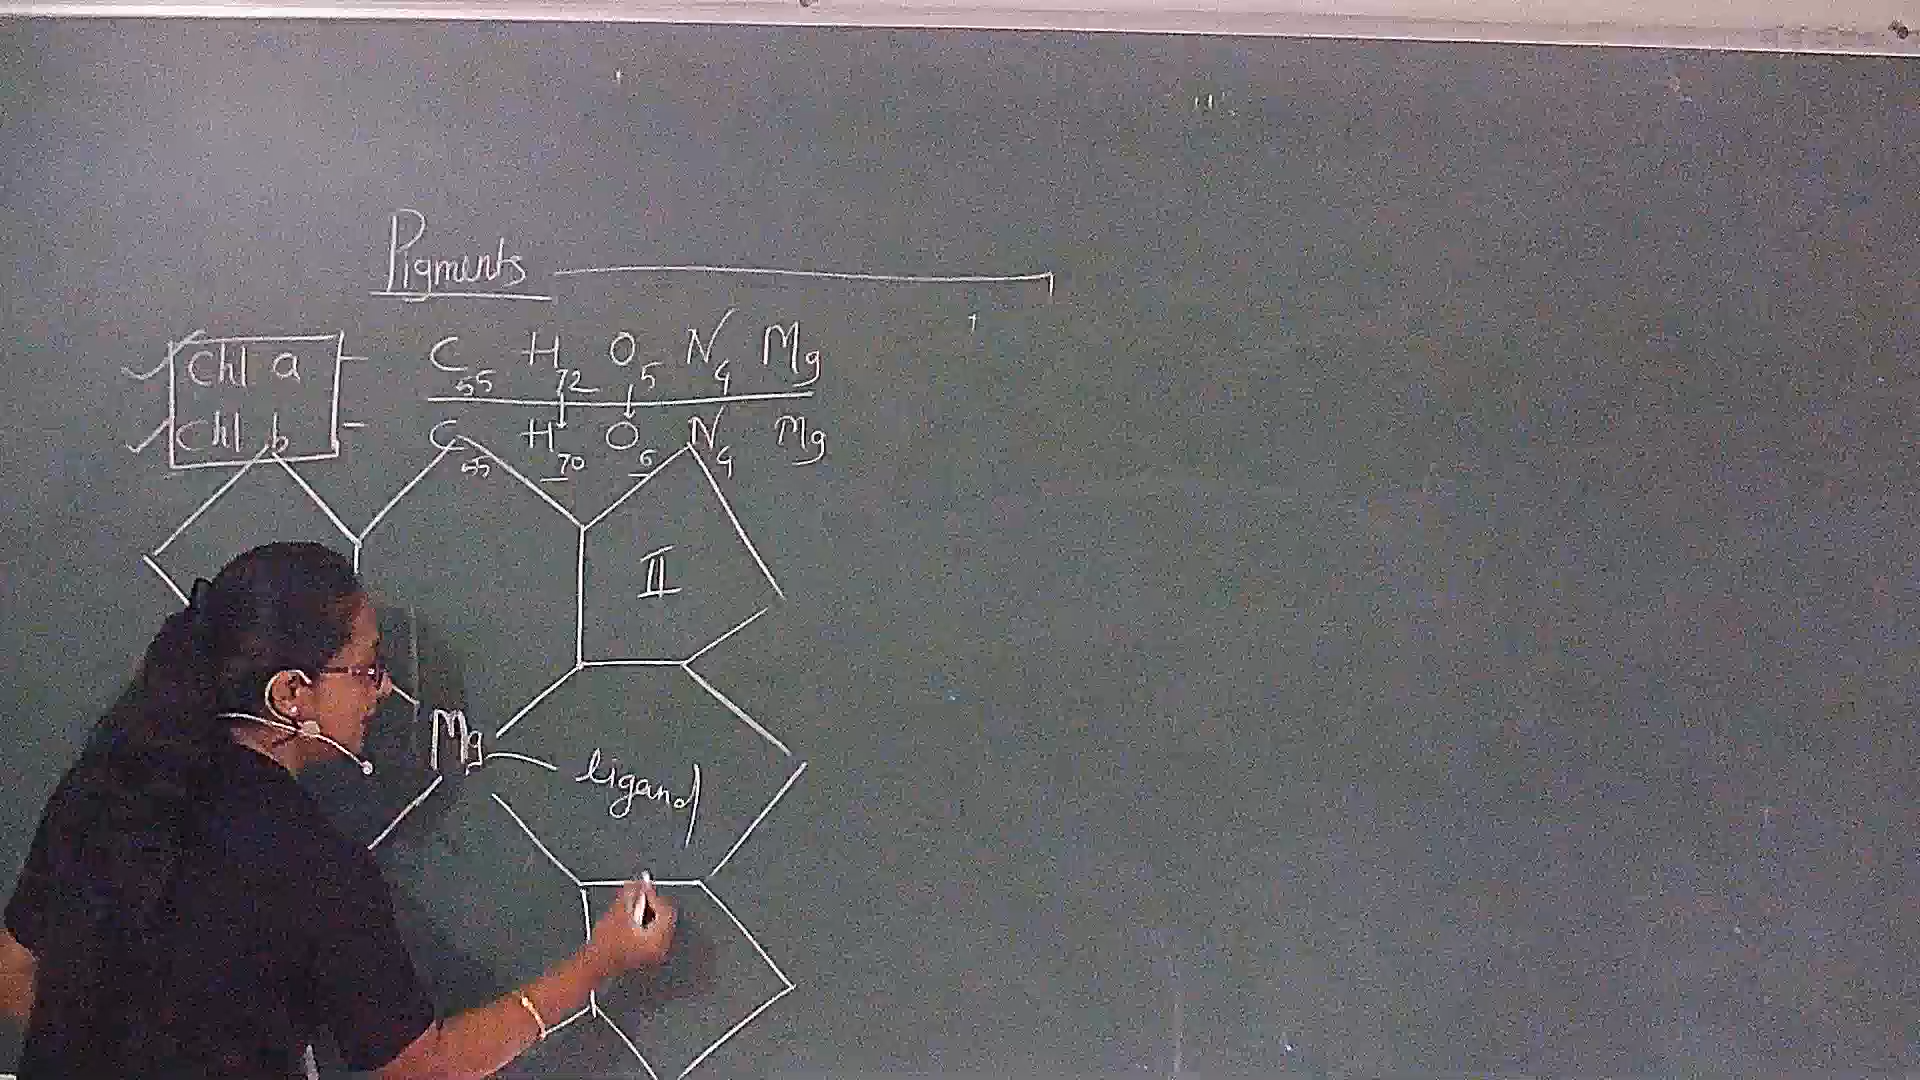 Pigments
Chl a - C55 H72 O5 N4 Mg
Chl b - C55 H70 O6 N4 Mg
II
Mg
ligand